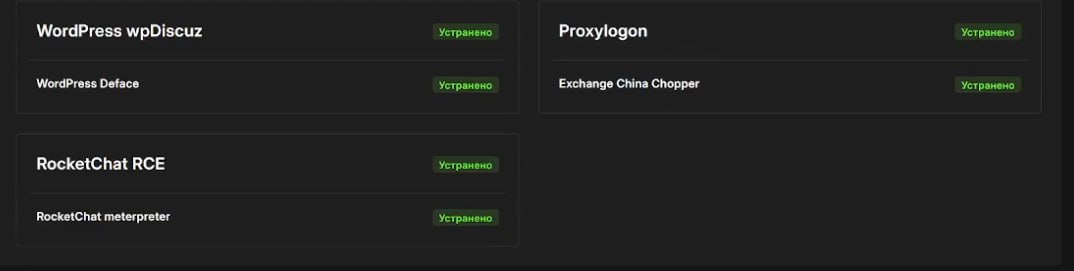 WordPress wpDiscuz Устранено
WordPress Deface Устранено
Proxylogon Устранено
Exchange China Chopper Устранено
RocketChat RCE Устранено
RocketChat meterpreter Устранено